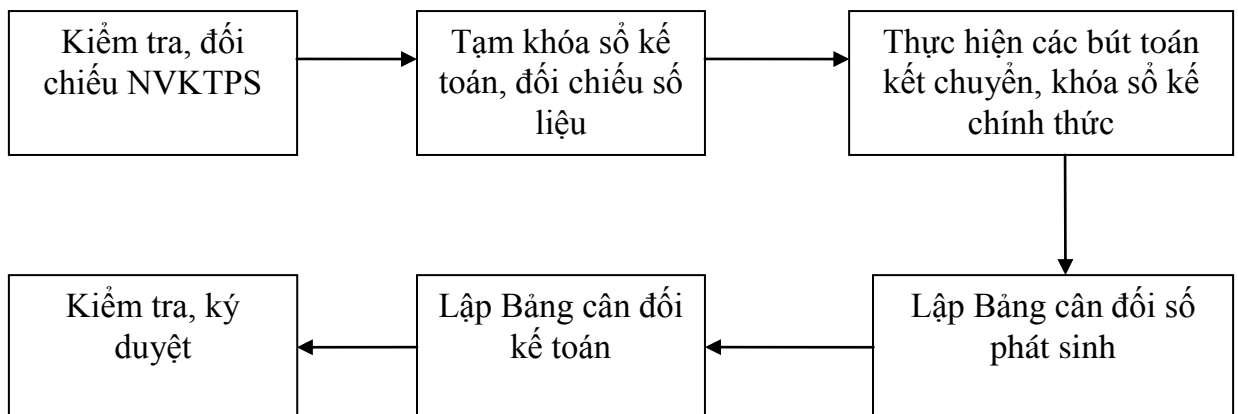 Kiểm tra, đối
chiếu NVKTPS
Tạm khóa sổ kế
toán, đối chiếu số
liệu
Thực hiện các bút toán
kết chuyển, khóa sổ kế
chính thức
Kiểm tra, ký
duyệt
Lập Bảng cân đối
kế toán
Lập Bảng cân đối số
phát sinh